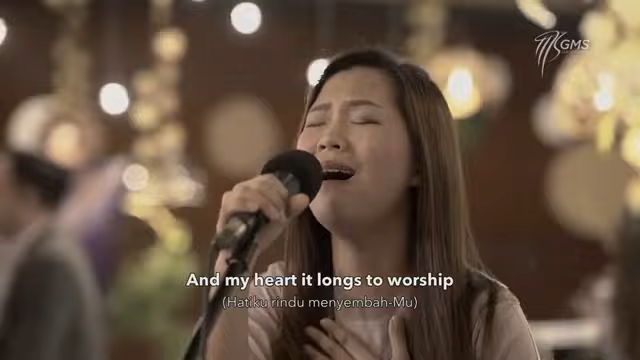 GMS
And my heart it longs to worship
(Hatiku rindu menyembah-Mu)